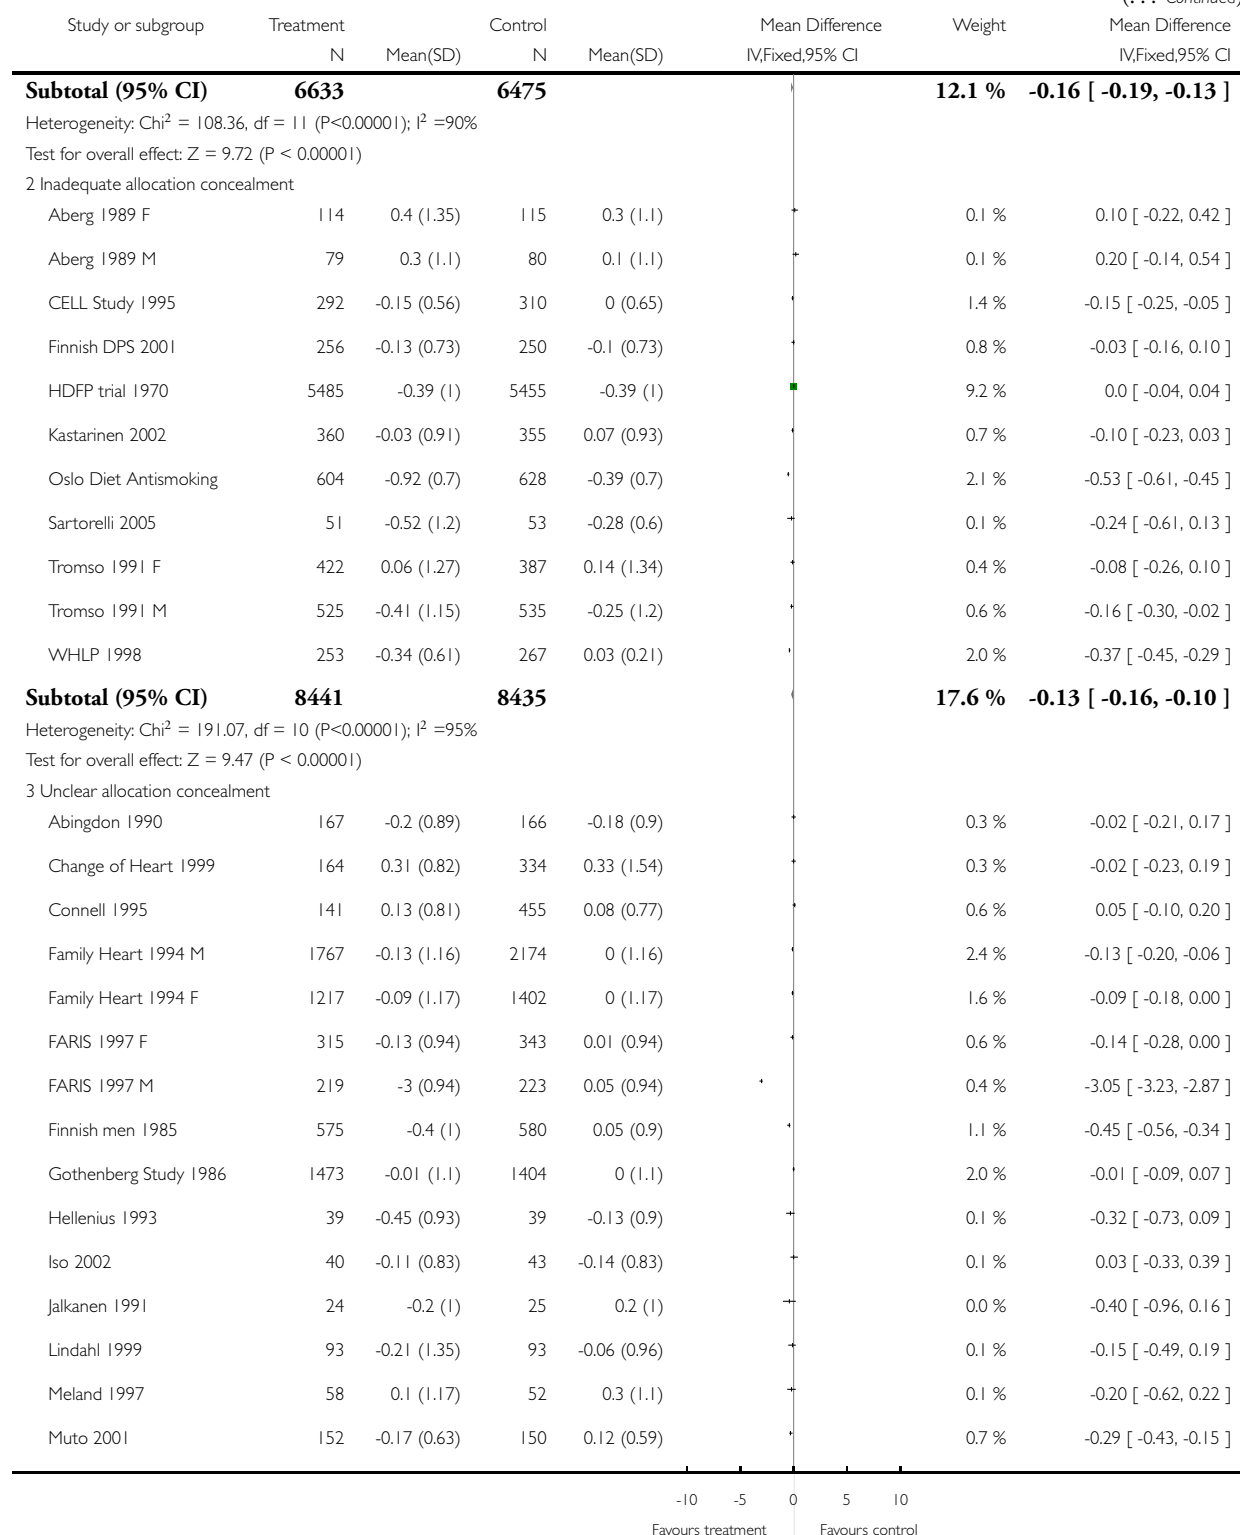 (. . . Continued)
Study or subgroup Treatment Control Mean Difference Weight Mean Difference
N Mean(SD) N Mean(SD) IV,Fixed,95% CI IV,Fixed,95% CI
Subtotal (95% CI) 6633 6475 12.1 % -0.16 [ -0.19, -0.13 ]
Heterogeneity: Chi² = 108.36, df = 11 (P<0.00001); I² =90%
Test for overall effect: Z = 9.72 (P < 0.00001)
2 Inadequate allocation concealment
Aberg 1989 F 114 0.4 (1.35) 115 0.3 (1.1) 0.1 % 0.10 [ -0.22, 0.42 ]
Aberg 1989 M 79 0.3 (1.1) 80 0.1 (1.1) 0.1 % 0.20 [ -0.14, 0.54 ]
CELL Study 1995 292 -0.15 (0.56) 310 0 (0.65) 1.4 % -0.15 [ -0.25, -0.05 ]
Finnish DPS 2001 256 -0.13 (0.73) 250 -0.1 (0.73) 0.8 % -0.03 [ -0.16, 0.10 ]
HDFP trial 1970 5485 -0.39 (1) 5455 -0.39 (1) 9.2 % 0.0 [ -0.04, 0.04 ]
Kastarinen 2002 360 -0.03 (0.91) 355 0.07 (0.93) 0.7 % -0.10 [ -0.23, 0.03 ]
Oslo Diet Antismoking 604 -0.92 (0.7) 628 -0.39 (0.7) 2.1 % -0.53 [ -0.61, -0.45 ]
Sartorelli 2005 51 -0.52 (1.2) 53 -0.28 (0.6) 0.1 % -0.24 [ -0.61, 0.13 ]
Tromso 1991 F 422 0.06 (1.27) 387 0.14 (1.34) 0.4 % -0.08 [ -0.26, 0.10 ]
Tromso 1991 M 525 -0.41 (1.15) 535 -0.25 (1.2) 0.6 % -0.16 [ -0.30, -0.02 ]
WHLP 1998 253 -0.34 (0.61) 267 0.03 (0.21) 2.0 % -0.37 [ -0.45, -0.29 ]
Subtotal (95% CI) 8441 8435 17.6 % -0.13 [ -0.16, -0.10 ]
Heterogeneity: Chi² = 191.07, df = 10 (P<0.00001); I² =95%
Test for overall effect: Z = 9.47 (P < 0.00001)
3 Unclear allocation concealment
Abingdon 1990 167 -0.2 (0.89) 166 -0.18 (0.9) 0.3 % -0.02 [ -0.21, 0.17 ]
Change of Heart 1999 164 0.31 (0.82) 334 0.33 (1.54) 0.3 % -0.02 [ -0.23, 0.19 ]
Connell 1995 141 0.13 (0.81) 455 0.08 (0.77) 0.6 % 0.05 [ -0.10, 0.20 ]
Family Heart 1994 M 1767 -0.13 (1.16) 2174 0 (1.16) 2.4 % -0.13 [ -0.20, -0.06 ]
Family Heart 1994 F 1217 -0.09 (1.17) 1402 0 (1.17) 1.6 % -0.09 [ -0.18, 0.00 ]
FARIS 1997 F 315 -0.13 (0.94) 343 0.01 (0.94) 0.6 % -0.14 [ -0.28, 0.00 ]
FARIS 1997 M 219 -3 (0.94) 223 0.05 (0.94) 0.4 % -3.05 [ -3.23, -2.87 ]
Finnish men 1985 575 -0.4 (1) 580 0.05 (0.9) 1.1 % -0.45 [ -0.56, -0.34 ]
Gothenberg Study 1986 1473 -0.01 (1.1) 1404 0 (1.1) 2.0 % -0.01 [ -0.09, 0.07 ]
Hellenius 1993 39 -0.45 (0.93) 39 -0.13 (0.9) 0.1 % -0.32 [ -0.73, 0.09 ]
Iso 2002 40 -0.11 (0.83) 43 -0.14 (0.83) 0.1 % 0.03 [ -0.33, 0.39 ]
Jalkanen 1991 24 -0.2 (1) 25 0.2 (1) 0.0 % -0.40 [ -0.96, 0.16 ]
Lindahl 1999 93 -0.21 (1.35) 93 -0.06 (0.96) 0.1 % -0.15 [ -0.49, 0.19 ]
Meland 1997 58 0.1 (1.17) 52 0.3 (1.1) 0.1 % -0.20 [ -0.62, 0.22 ]
Muto 2001 152 -0.17 (0.63) 150 0.12 (0.59) 0.7 % -0.29 [ -0.43, -0.15 ]
-10 -5 0 5 10
Favours treatment Favours control